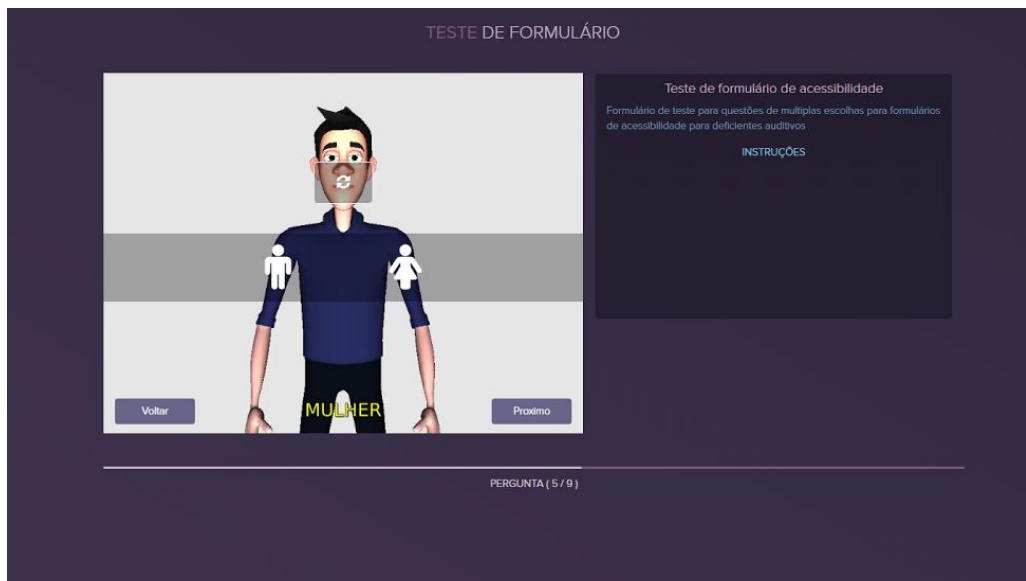 TESTE DE FORMULÁRIO
Teste de formulário de acessibilidade
Formulário de teste para questões de multiplas escolhas para formulários
de acessibilidade para deficientes auditivos
INSTRUÇÕES
Voltar
MULHER
Proximo
PERGUNTA ( 5 / 9 )